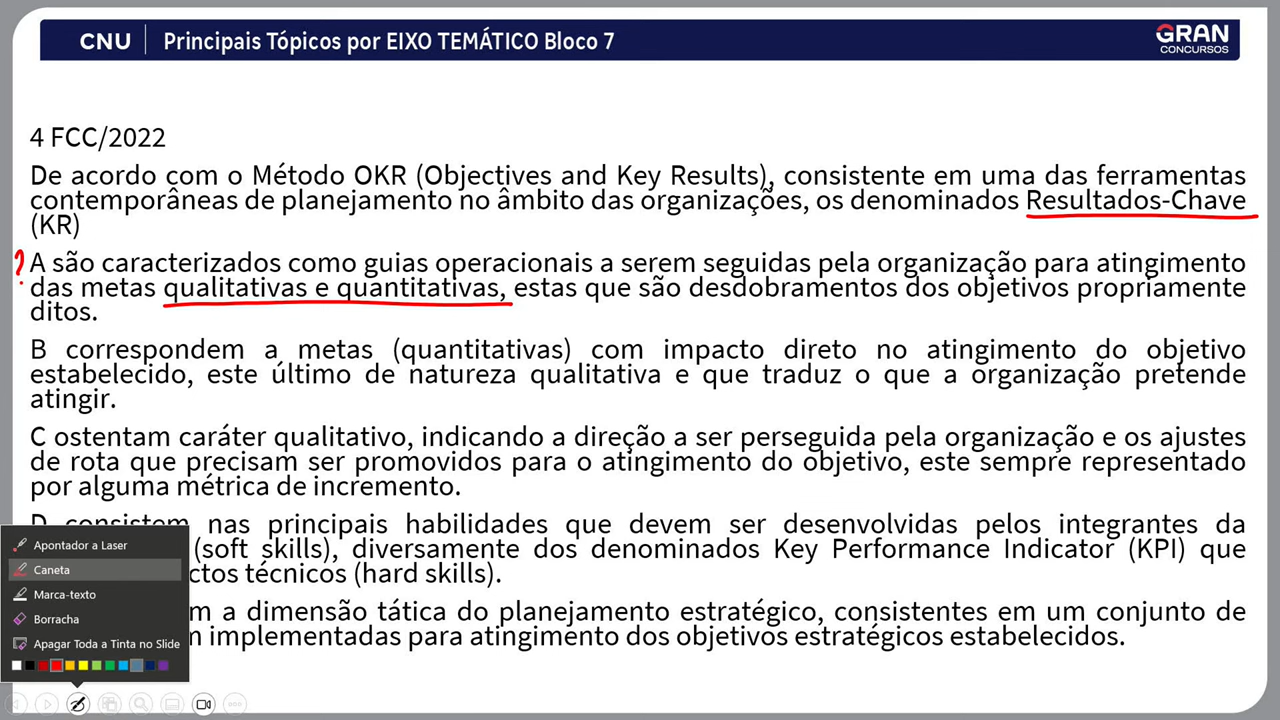 CNU
Principais Tópicos por EIXO TEMÁTICO Bloco 7
GRAN
CONCURSOS
4 FCC/2022
De acordo com o Método OKR (Objectives and Key Results), consistente em uma das ferramentas
contemporâneas de planejamento no âmbito das organizações, os denominados Resultados-Chave
(KR)
? A são caracterizados como guias operacionais a serem seguidas pela organização para atingimento
das metas qualitativas e quantitativas, estas que são desdobramentos dos objetivos propriamente
ditos.
B correspondem a metas (quantitativas) com impacto direto no atingimento do objetivo
estabelecido, este último de natureza qualitativa e que traduz o que a organização pretende
atingir.
C ostentam caráter qualitativo, indicando a direção a ser perseguida pela organização e os ajustes
de rota que precisam ser promovidos para o atingimento do objetivo, este sempre representado
por alguma métrica de incremento.
D consistem nas principais habilidades que devem ser desenvolvidas pelos integrantes da
(soft skills), diversamente dos denominados Key Performance Indicator (KPI) que
ctos técnicos (hard skills).
m a dimensão tática do planejamento estratégico, consistentes em um conjunto de
m implementadas para atingimento dos objetivos estratégicos estabelecidos.
Apontador a Laser
Caneta
Marca-texto
Borracha
Apagar Toda a Tinta no Slide